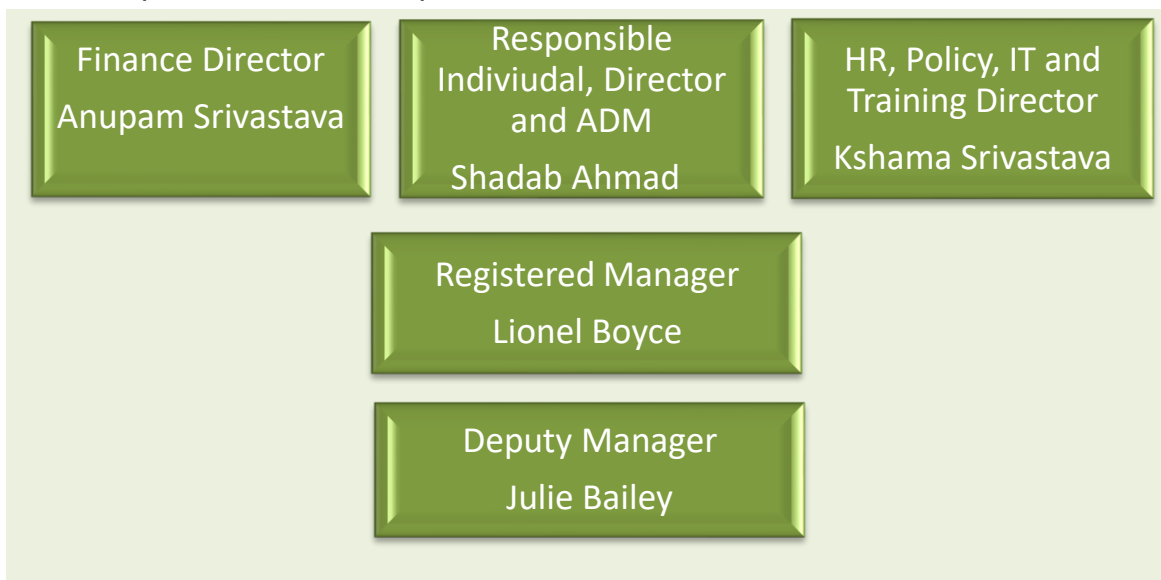 Finance Director
Anupam Srivastava
Responsible
Indiviudal, Director
and ADM
Shadab Ahmad
HR, Policy, IT and
Training Director
Kshama Srivastava
Registered Manager
Lionel Boyce
Deputy Manager
Julie Bailey